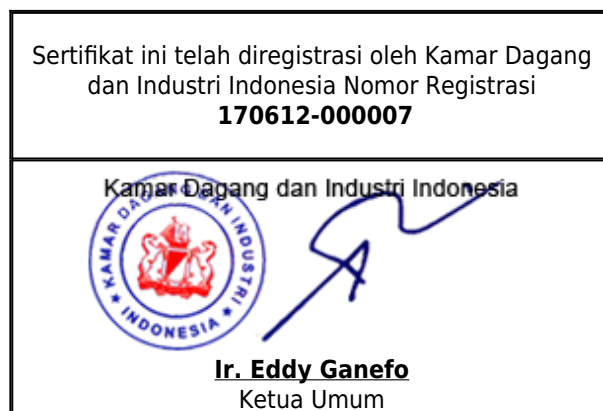 Sertifikat ini telah diregistrasi oleh Kamar Dagang
dan Industri Indonesia Nomor Registrasi
170612-000007
Kamar Dagang dan Industri Indonesia
KAMAR DAGANG DAN INDUSTRI
INDONESIA
Ir. Eddy Ganefo
Ketua Umum